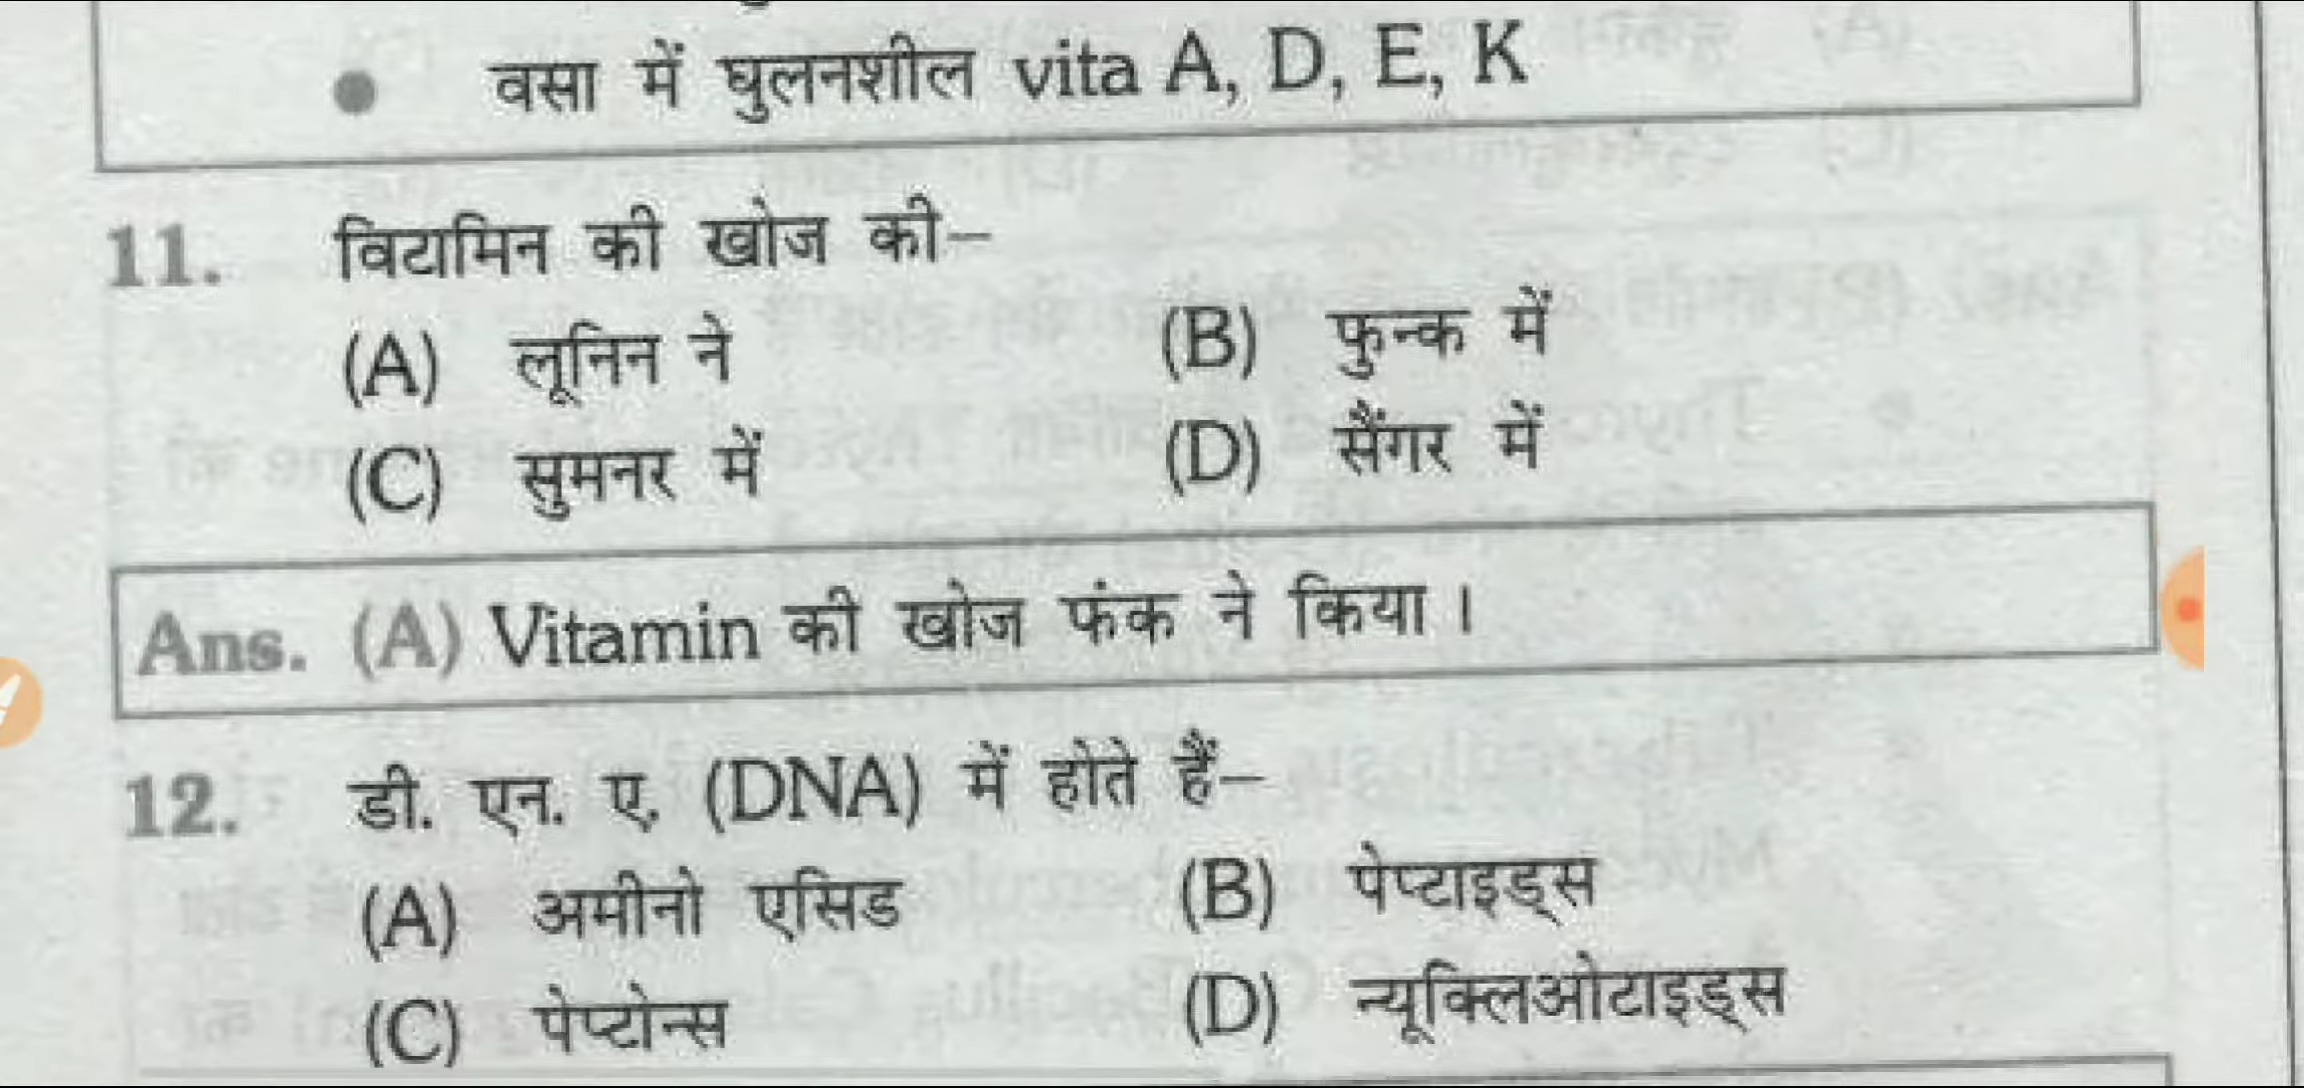 • वसा में घुलनशील vita A, D, E, K
11. विटामिन की खोज की–
(A) लूनिन ने (B) फुन्क में
(C) सुमनर में (D) सैंगर में
Ans. (A) Vitamin की खोज फंक ने किया ।
12. डी. एन. ए. (DNA) में होते हैं–
(A) अमीनो एसिड (B) पेप्टाइड्स
(C) पेप्टोन्स (D) न्यूक्लिओटाइड्स